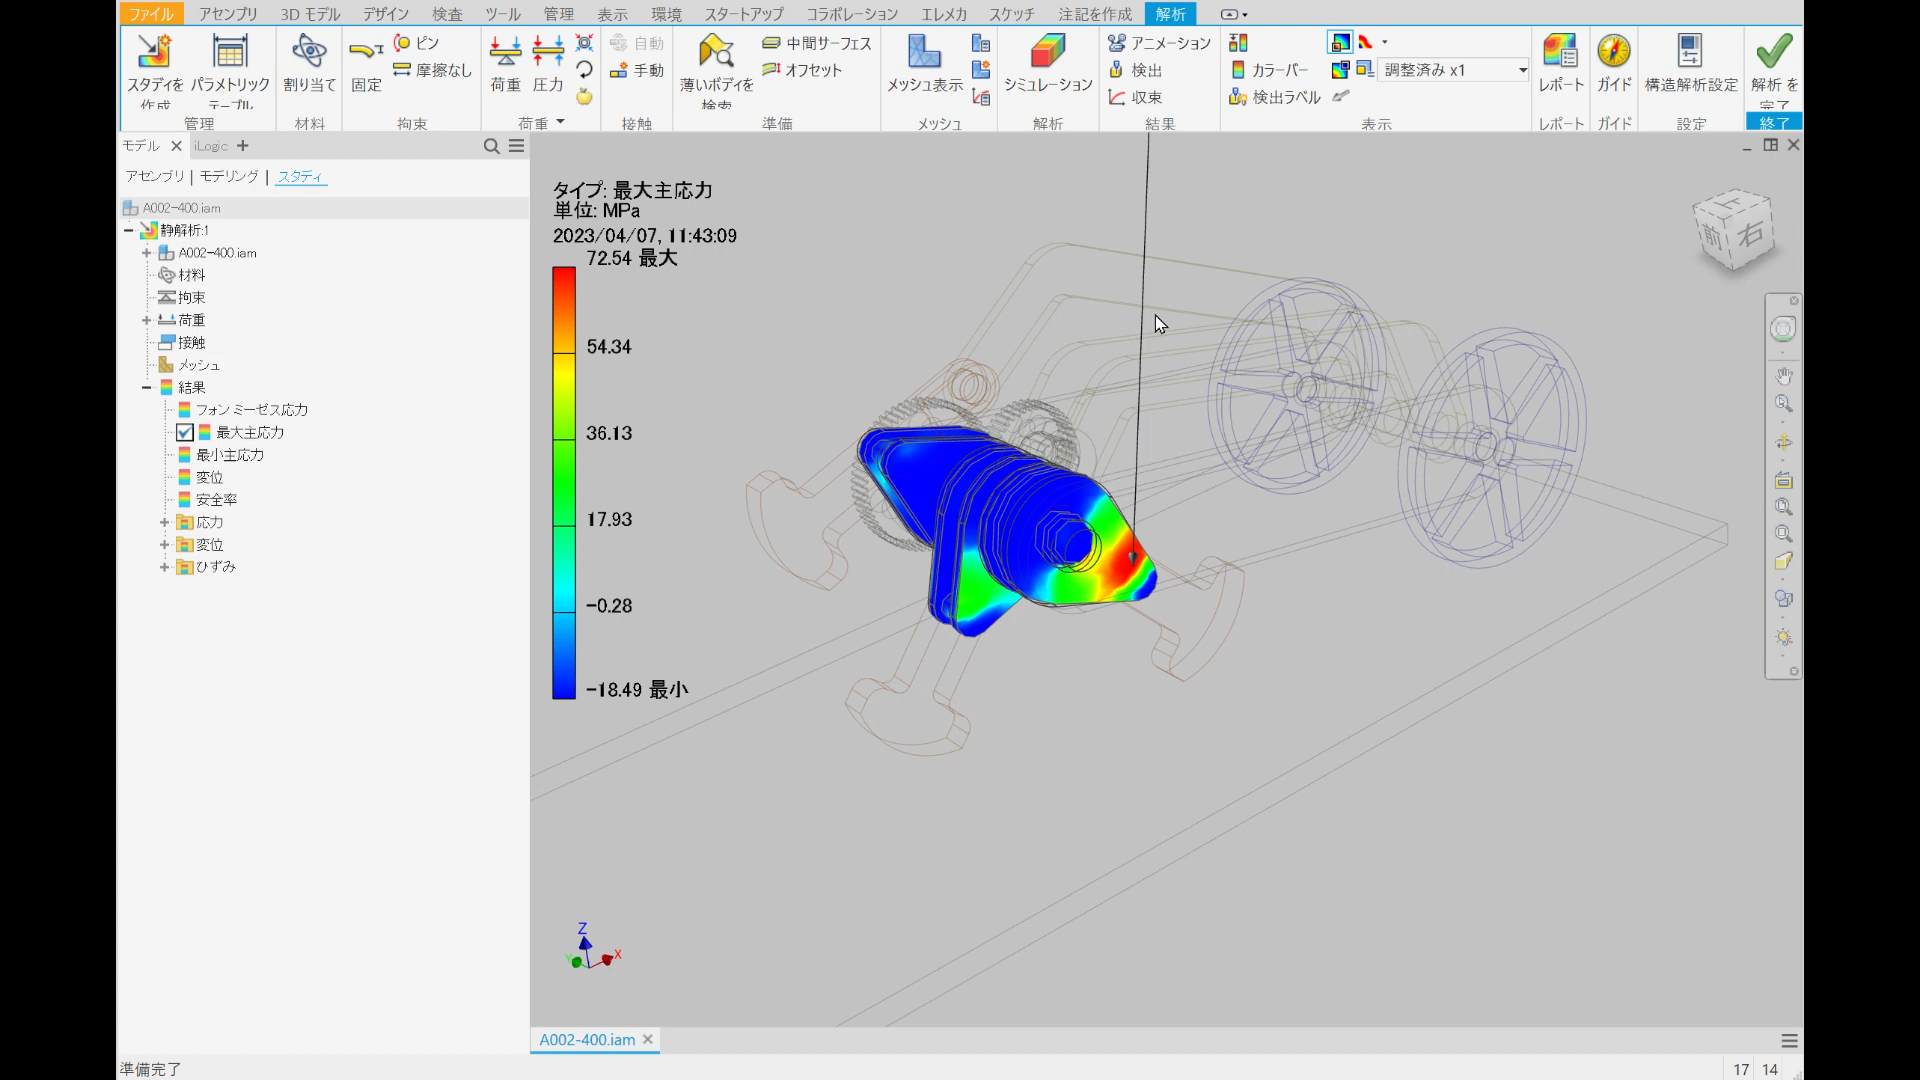 ファイル アセンブリ 3D モデル デザイン 検査 ツール 管理 表示 環境 スタートアップ コラボレーション エレメカ スケッチ 注記を作成 解析
スタディを作成 パラメトリック テーブル
管理
割り当て
材料
固定 ピン
摩擦なし
拘束
荷重 圧力
荷重
自動
手動
接触
薄いボディを検索 中間サーフェス
オフセット
準備
メッシュ表示
メッシュ
シミュレーション
解析
アニメーション
検出
収束
結果
カラーバー
検出ラベル
調整済み x1
表示
レポート
レポート
ガイド
ガイド
構造解析設定
設定
解析 を完了
終了
モデル iLogic
アセンブリ モデリング スタディ
A002-400.iam
静解析:1
A002-400.iam
材料
拘束
荷重
接触
メッシュ
結果
フォン ミーゼス応力
最大主応力
最小主応力
変位
安全率
応力
変位
ひずみ
タイプ: 最大主応力
単位: MPa
2023/04/07, 11:43:09
72.54 最大
54.34
36.13
17.93
-0.28
-18.49 最小
上
前 右
Z
Y X
A002-400.iam
準備完了
17 14